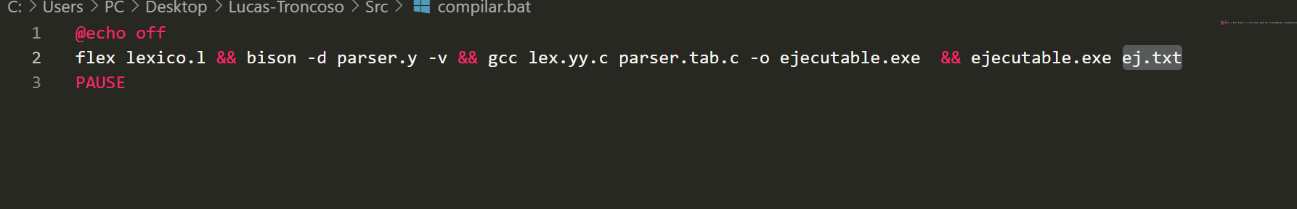 C: > Users > PC > Desktop > Lucas-Troncoso > Src > compilar.bat
1 @echo off
2 flex lexico.l && bison -d parser.y -v && gcc lex.yy.c parser.tab.c -o ejecutable.exe  && ejecutable.exe ej.txt
3 PAUSE